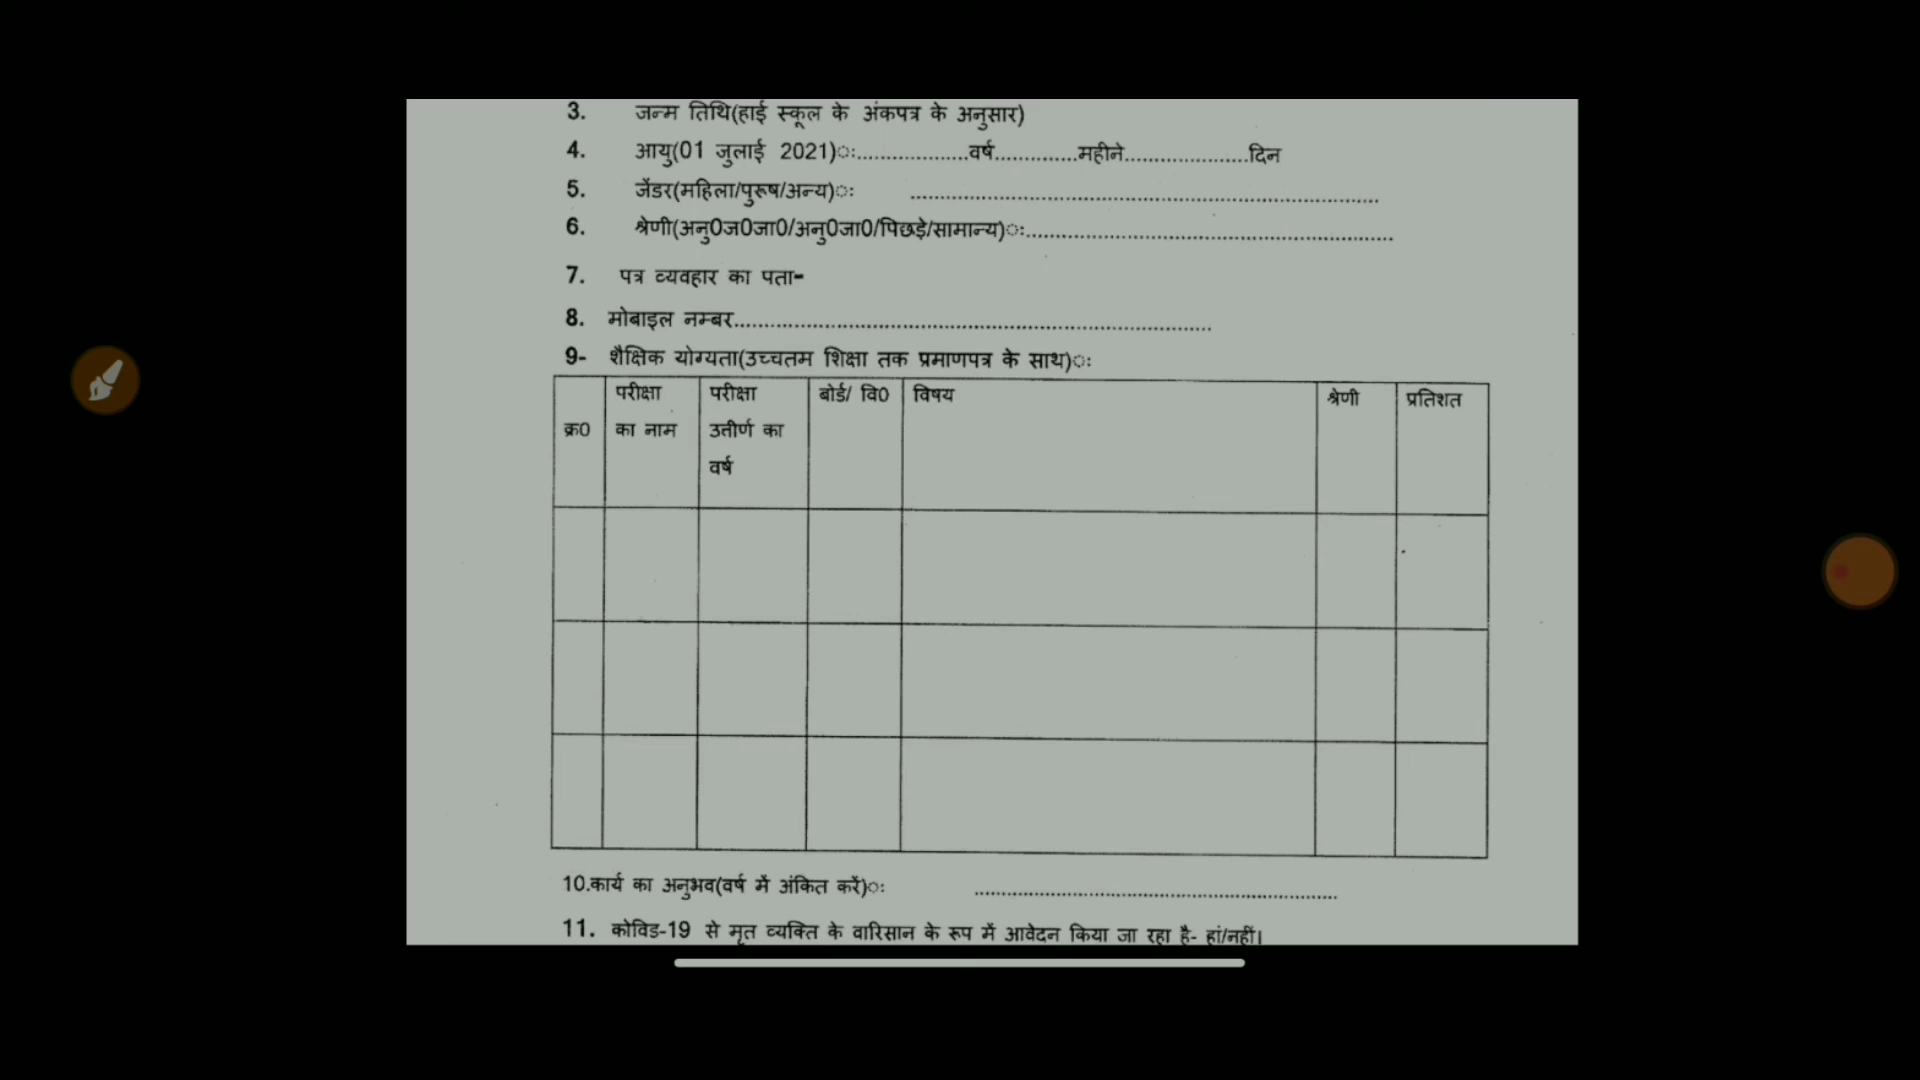 3. जन्म तिथि(हाई स्कूल के अंकपत्र के अनुसार)
4. आयु(01 जुलाई 2021)ः...................वर्ष..............महीने.....................दिन
5. जेंडर(महिला/पुरूष/अन्य)ः ................................................................................
6. श्रेणी(अनु0ज0जा0/अनु0जा0/पिछड़े/सामान्य)ः...............................................................
7. पत्र व्यवहार का पता-
8. मोबाइल नम्बर.................................................................................
9- शैक्षिक योग्यता(उच्चतम शिक्षा तक प्रमाणपत्र के साथ)ः
क्र0 परीक्षा का नाम परीक्षा उत्तीर्ण का वर्ष बोर्ड/ वि0 विषय श्रेणी प्रतिशत
10.कार्य का अनुभव(वर्ष में अंकित करें)ः ..............................................................
11. कोविड-19 से मृत व्यक्ति के वारिसान के रूप में आवेदन किया जा रहा है- हां/नहीं।